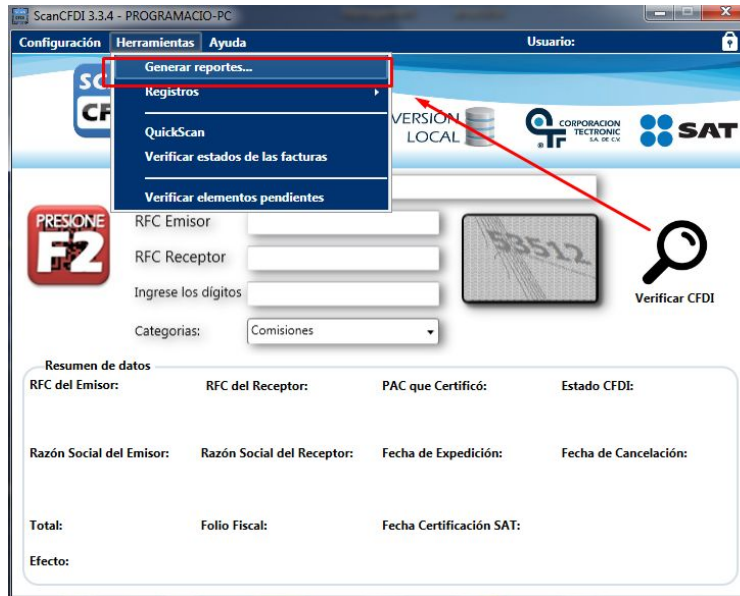 ScanCFDI 3.3.4 - PROGRAMACIO-PC
Configuración Herramientas Ayuda Usuario:
Generar reportes...
Registros
QuickScan
Verificar estados de las facturas
Verificar elementos pendientes
VERSION
LOCAL
CORPORACION
TECTRONIC
S.A. DE C.V.
SAT
PRESIONE
F2
RFC Emisor
RFC Receptor
Ingrese los dígitos
Categorias: Comisiones
53512
Verificar CFDI
Resumen de datos
RFC del Emisor: RFC del Receptor: PAC que Certificó: Estado CFDI:
Razón Social del Emisor: Razón Social del Receptor: Fecha de Expedición: Fecha de Cancelación:
Total: Folio Fiscal: Fecha Certificación SAT:
Efecto: